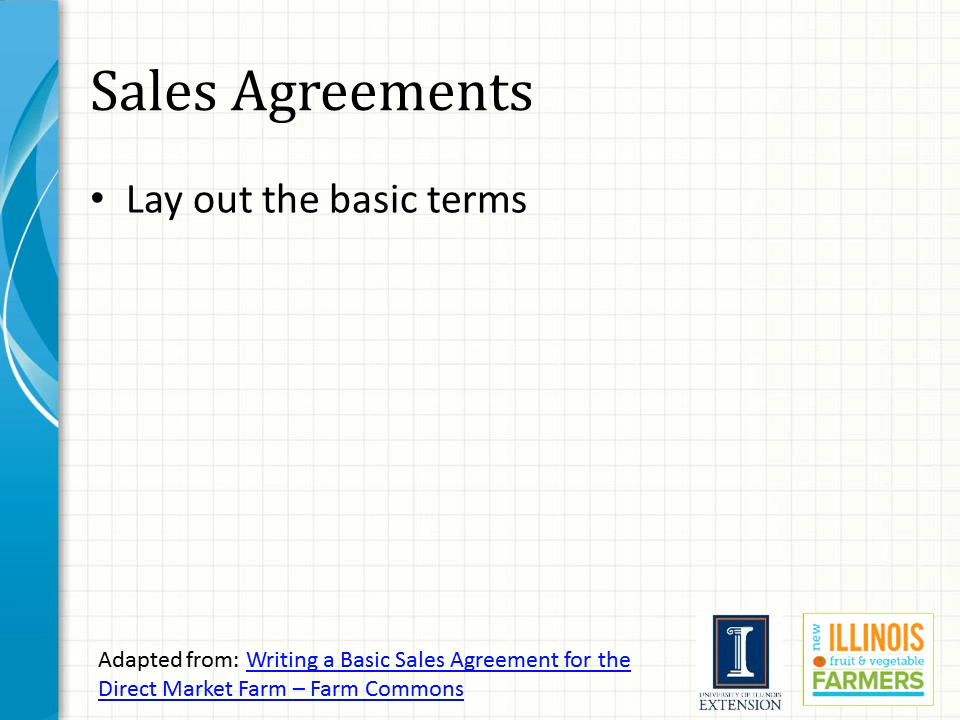 Sales Agreements
• Lay out the basic terms
Adapted from: Writing a Basic Sales Agreement for the
Direct Market Farm – Farm Commons
I
UNIVERSITY OF ILLINOIS
EXTENSION
new
ILLINOIS
fruit & vegetable
FARMERS